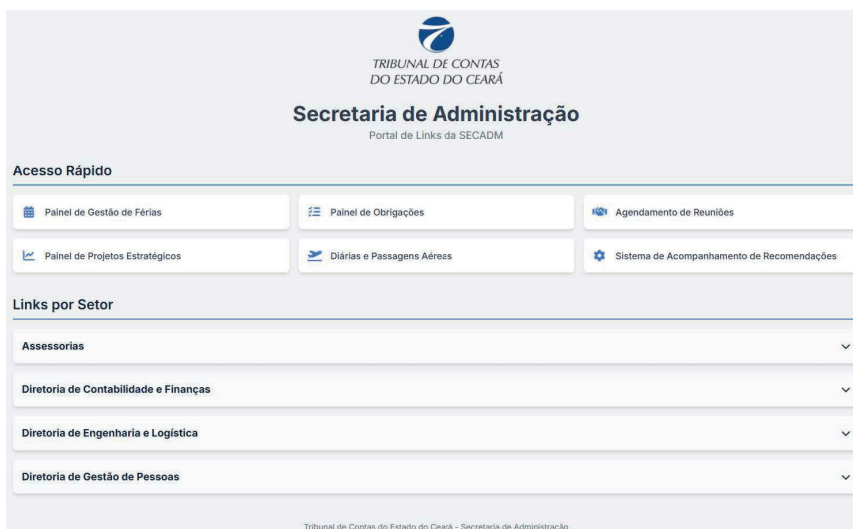 TRIBUNAL DE CONTAS
DO ESTADO DO CEARÁ
Secretaria de Administração
Portal de Links da SECADM
Acesso Rápido
Painel de Gestão de Férias
Painel de Obrigações
Agendamento de Reuniões
Painel de Projetos Estratégicos
Diárias e Passagens Aéreas
Sistema de Acompanhamento de Recomendações
Links por Setor
Assessorias
Diretoria de Contabilidade e Finanças
Diretoria de Engenharia e Logística
Diretoria de Gestão de Pessoas
Tribunal de Contas do Estado do Ceará - Secretaria de Administração